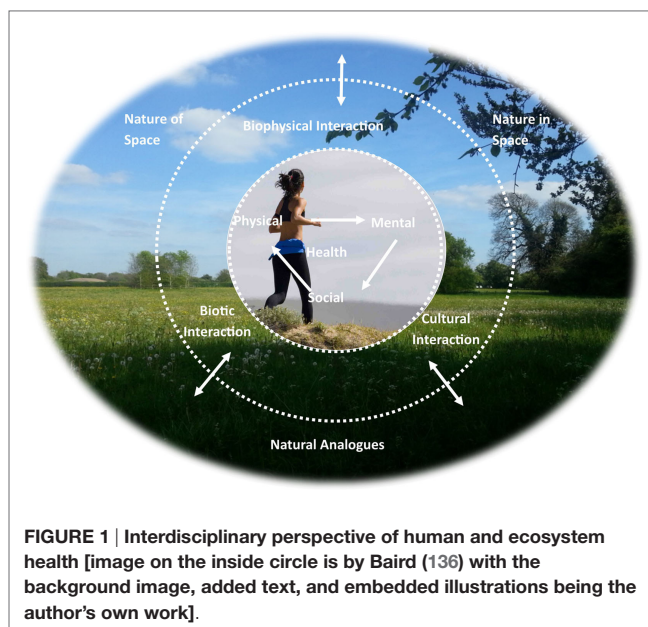 Nature of
Space
Biophysical Interaction
Nature in
Space
Physical
Mental
Health
Social
Biotic
Interaction
Cultural
Interaction
Natural Analogues
FIGURE 1 | Interdisciplinary perspective of human and ecosystem
health [image on the inside circle is by Baird (136) with the
background image, added text, and embedded illustrations being the
author’s own work].